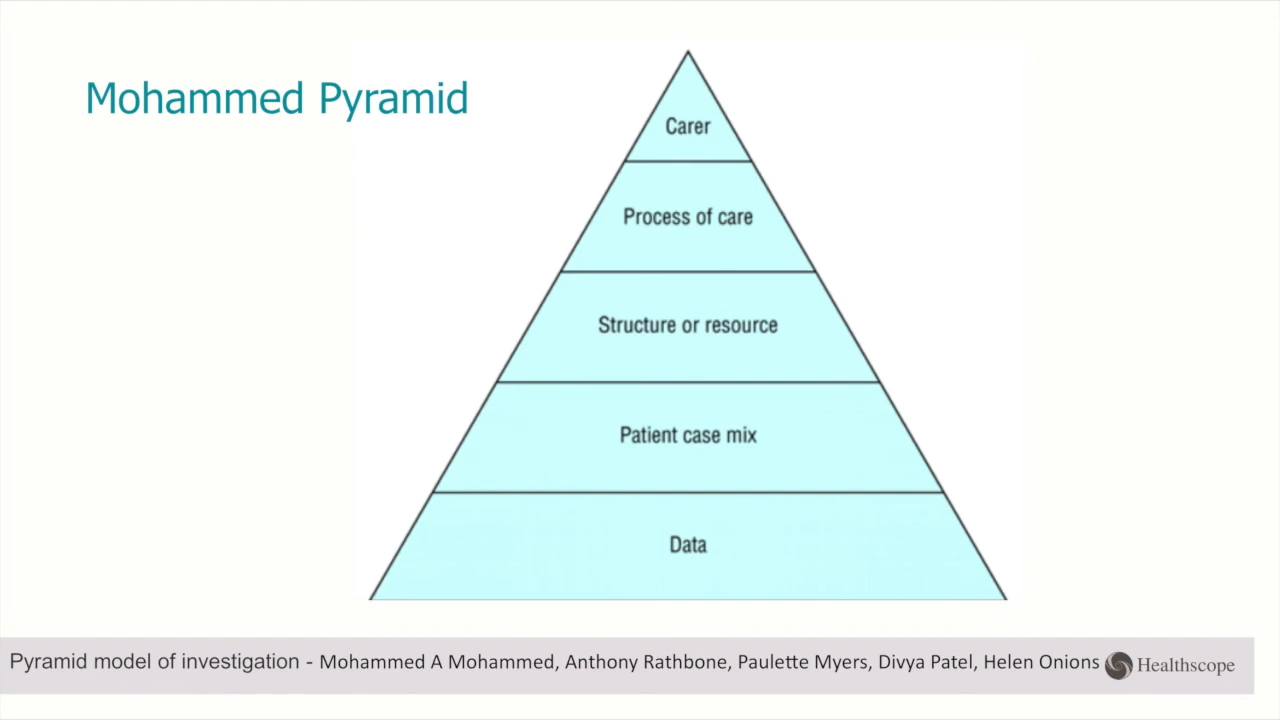 Mohammed Pyramid
Carer
Process of care
Structure or resource
Patient case mix
Data
Pyramid model of investigation - Mohammed A Mohammed, Anthony Rathbone, Paulette Myers, Divya Patel, Helen Onions
Healthscope